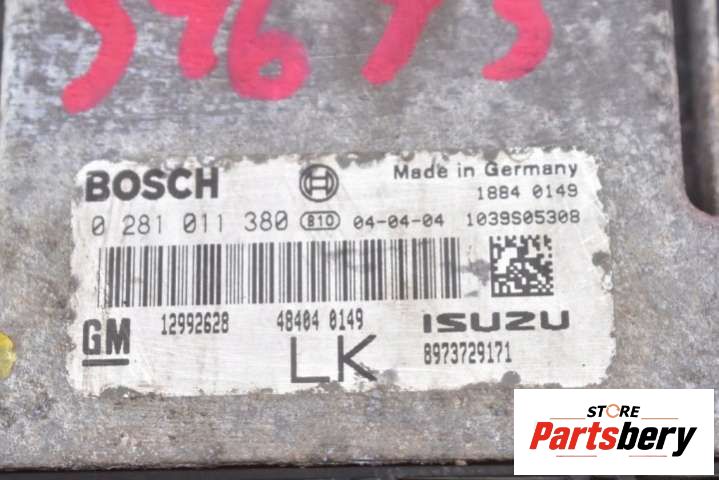 BOSCH Made in Germany
1884 0149
0 281 011 380 B10 04-04-04 1039S05308
12992628 48404 0149 ISUZU
GM LK 8973729171
STORE
Partsbery